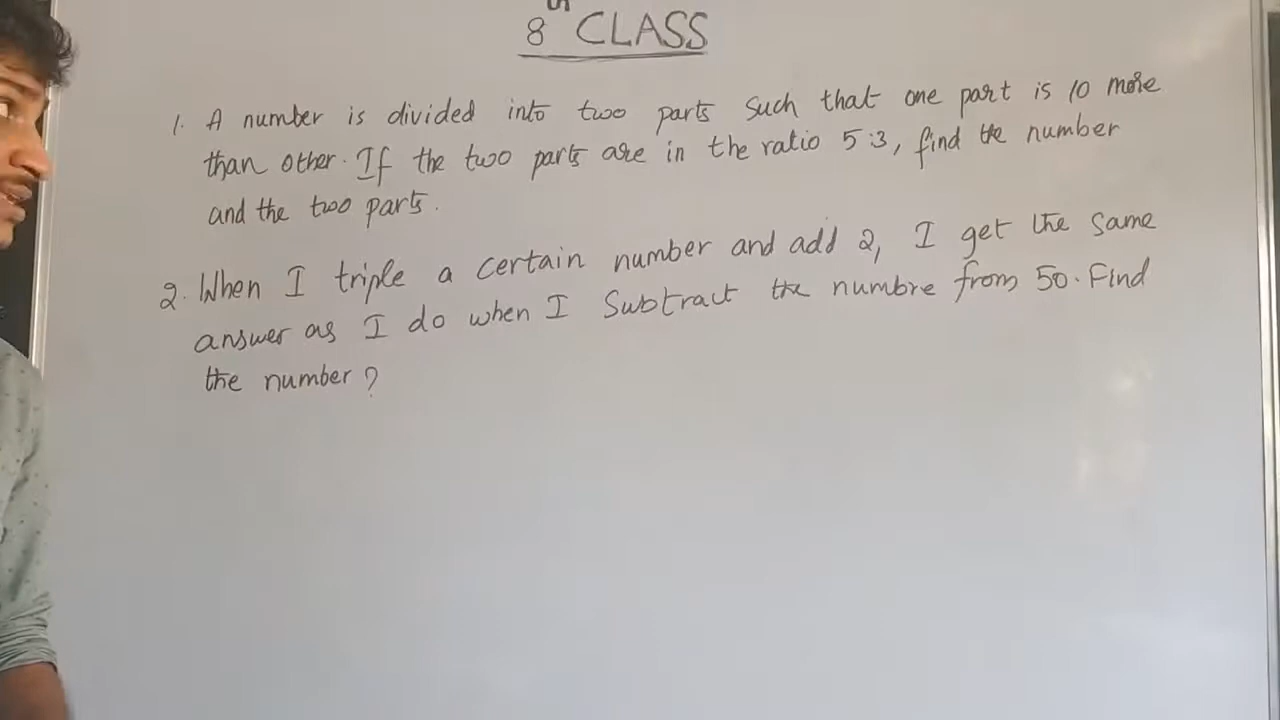 8th CLASS
1. A number is divided into two parts such that one part is 10 more
than other. If the two parts are in the ratio 5:3, find the number
and the two parts.
2. When I triple a certain number and add 2, I get the same
answer as I do when I subtract the numbre from 50. Find
the number?